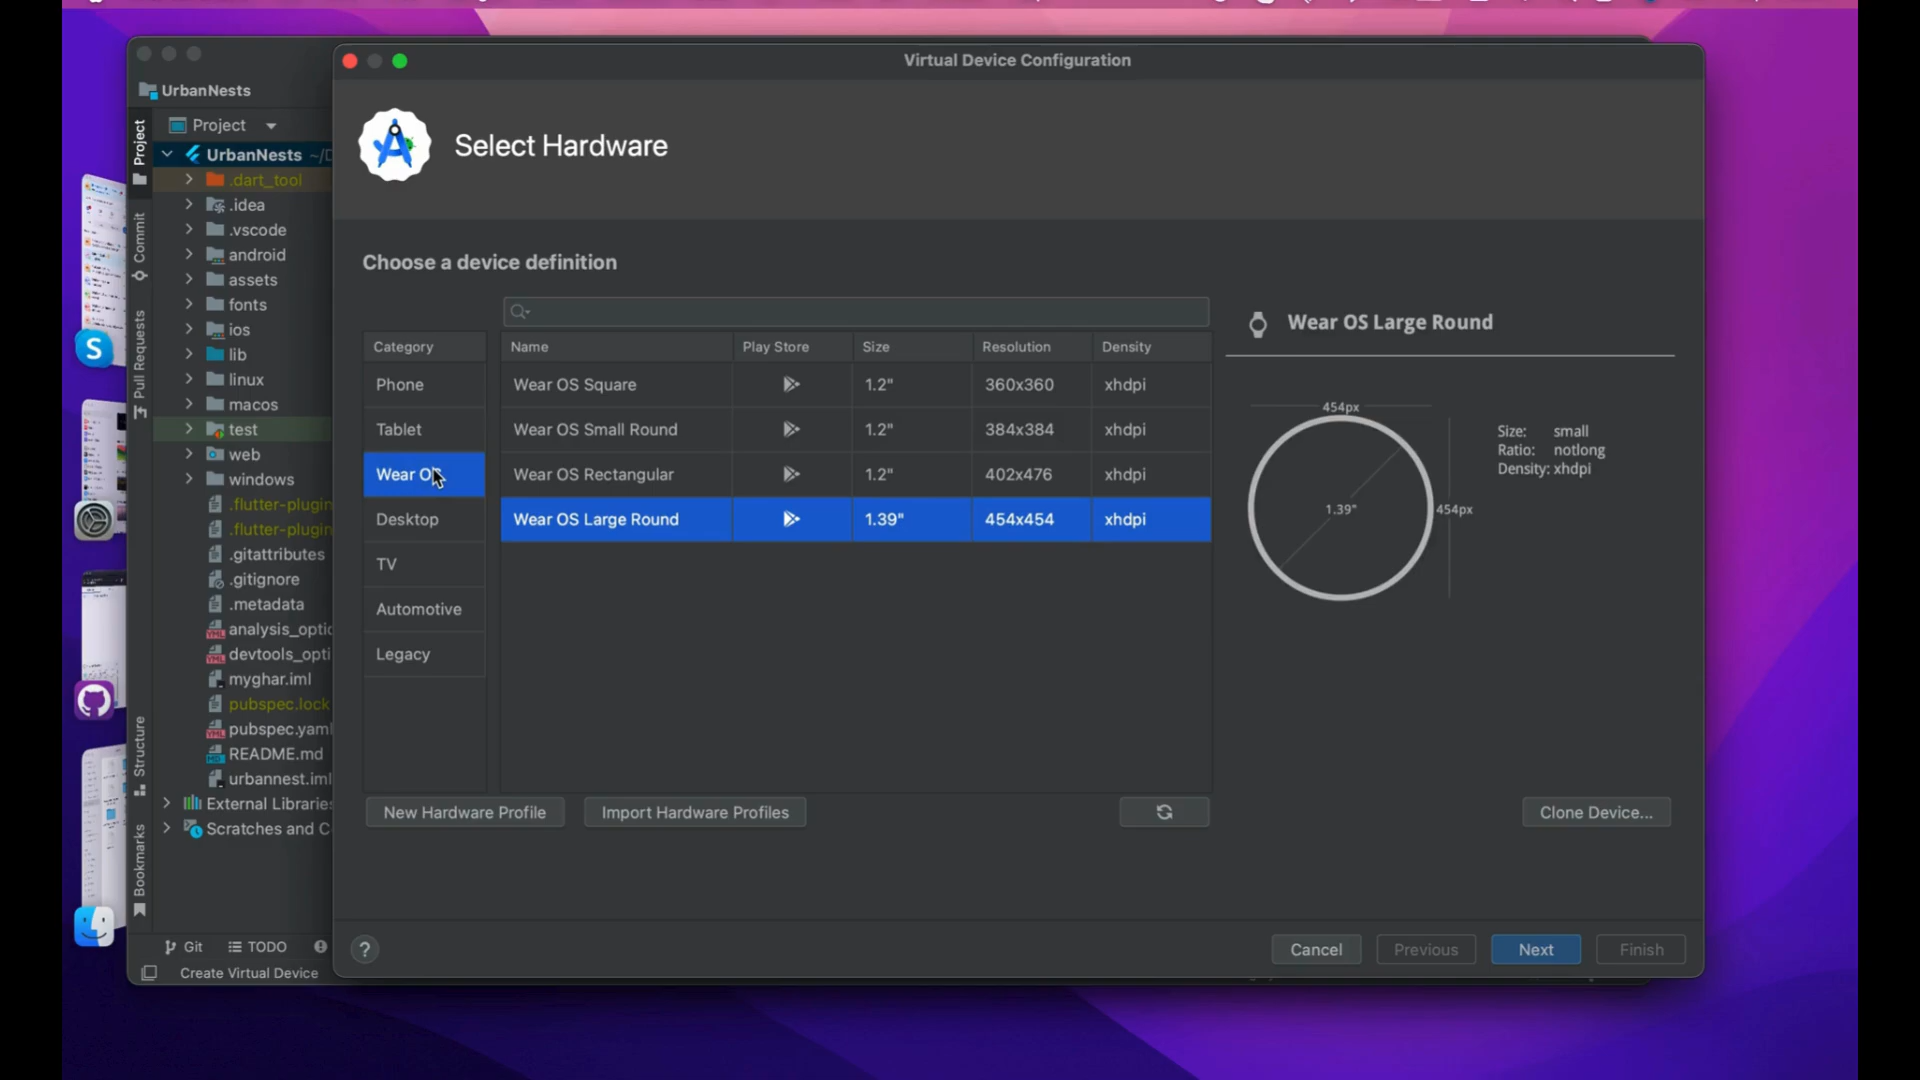 Virtual Device Configuration
UrbanNests
Project
Select Hardware
Project
UrbanNests ~/D
.dart_tool
.idea
.vscode
android
assets
fonts
ios
lib
linux
macos
test
web
windows
.flutter-plugin
.flutter-plugin
.gitattributes
.gitignore
.metadata
analysis_optio
devtools_opti
myghar.iml
pubspec.lock
pubspec.yaml
README.md
urbannest.iml
External Libraries
Scratches and C
Commit
Pull Requests
Structure
Bookmarks
Choose a device definition
Category
Phone
Tablet
Wear OS
Desktop
TV
Automotive
Legacy
Name Play Store Size Resolution Density
Wear OS Square 1.2" 360x360 xhdpi
Wear OS Small Round 1.2" 384x384 xhdpi
Wear OS Rectangular 1.2" 402x476 xhdpi
Wear OS Large Round 1.39" 454x454 xhdpi
Wear OS Large Round
454px
1.39"
454px
Size: small
Ratio: notlong
Density: xhdpi
New Hardware Profile
Import Hardware Profiles
Clone Device...
?
Cancel
Previous
Next
Finish
Git
TODO
Create Virtual Device
S